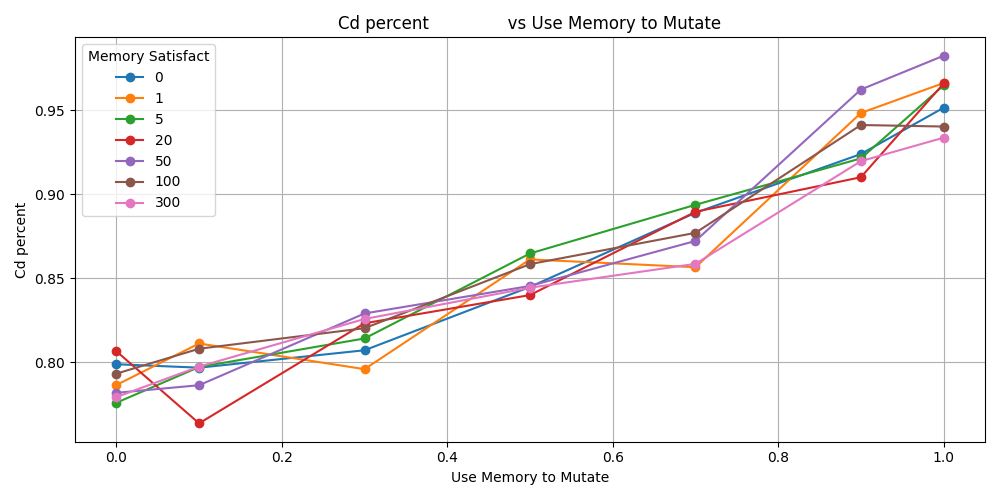 Cd percent vs Use Memory to Mutate
Memory Satisfact
0
1
5
20
50
100
300
Cd percent
0.95
0.90
0.85
0.80
0.0 0.2 0.4 0.6 0.8 1.0
Use Memory to Mutate